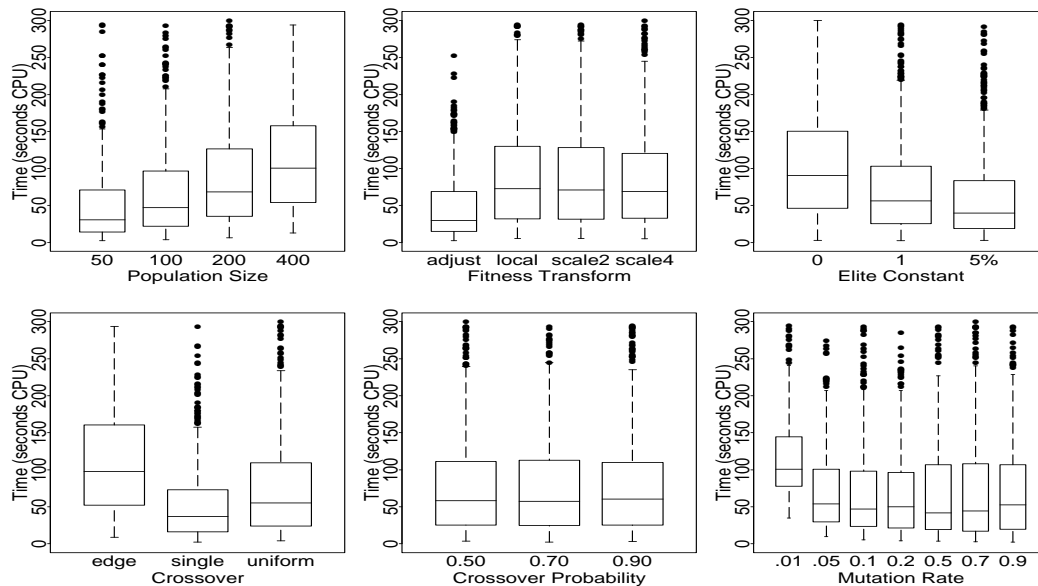 Time (seconds CPU)
300
250
200
150
100
50
0
50 100 200 400
Population Size
Time (seconds CPU)
300
250
200
150
100
50
0
adjust local scale2 scale4
Fitness Transform
Time (seconds CPU)
300
250
200
150
100
50
0
0 1 5%
Elite Constant
Time (seconds CPU)
300
250
200
150
100
50
0
edge single uniform
Crossover
Time (seconds CPU)
300
250
200
150
100
50
0
0.50 0.70 0.90
Crossover Probability
Time (seconds CPU)
300
250
200
150
100
50
0
.01 .05 0.1 0.2 0.5 0.7 0.9
Mutation Rate